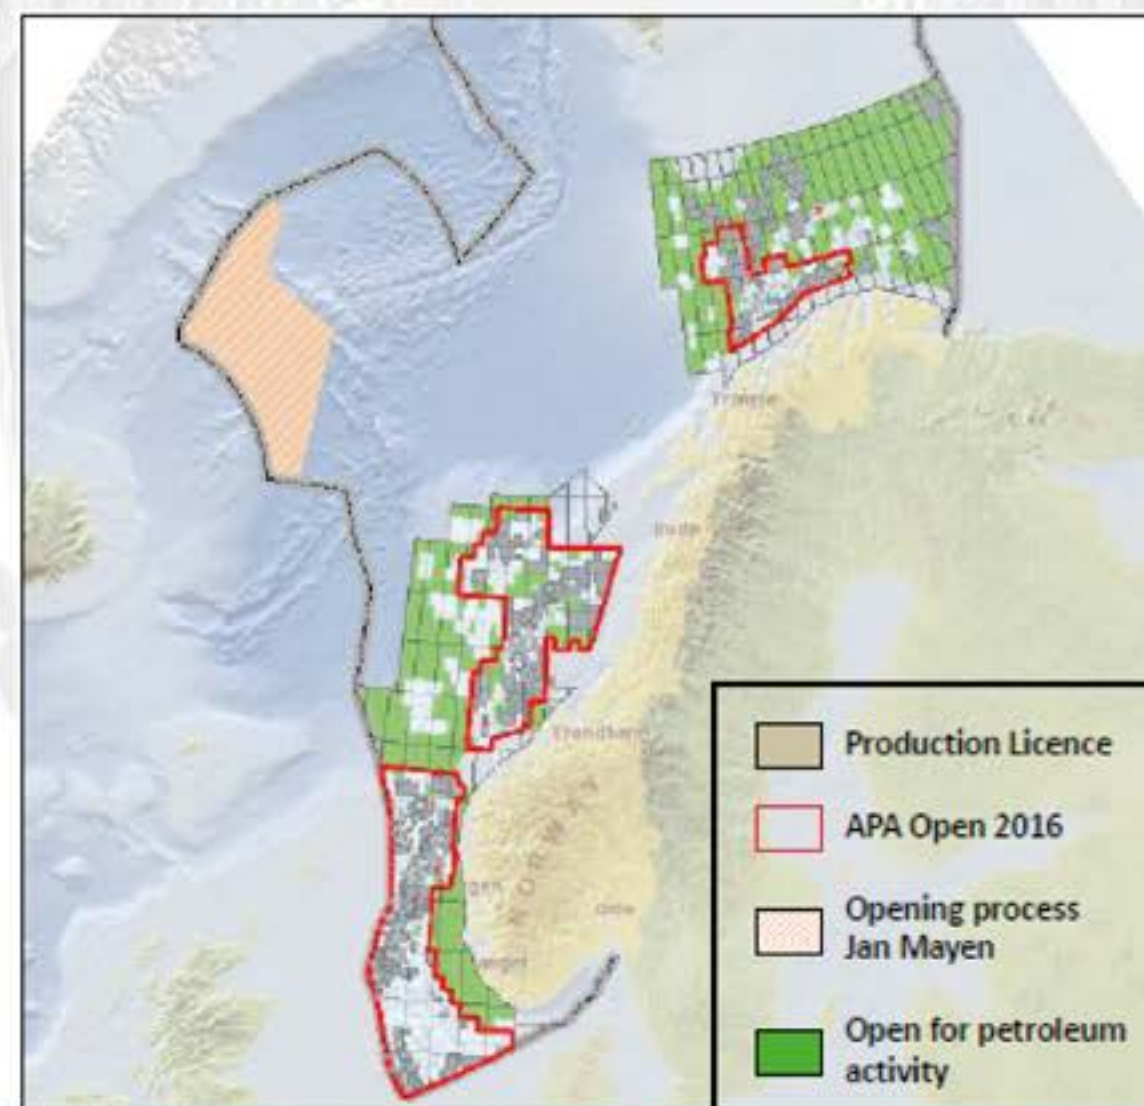 Tromsø
Bodø
Trondheim
Production Licence
APA Open 2016
Opening process
Jan Mayen
Open for petroleum
activity